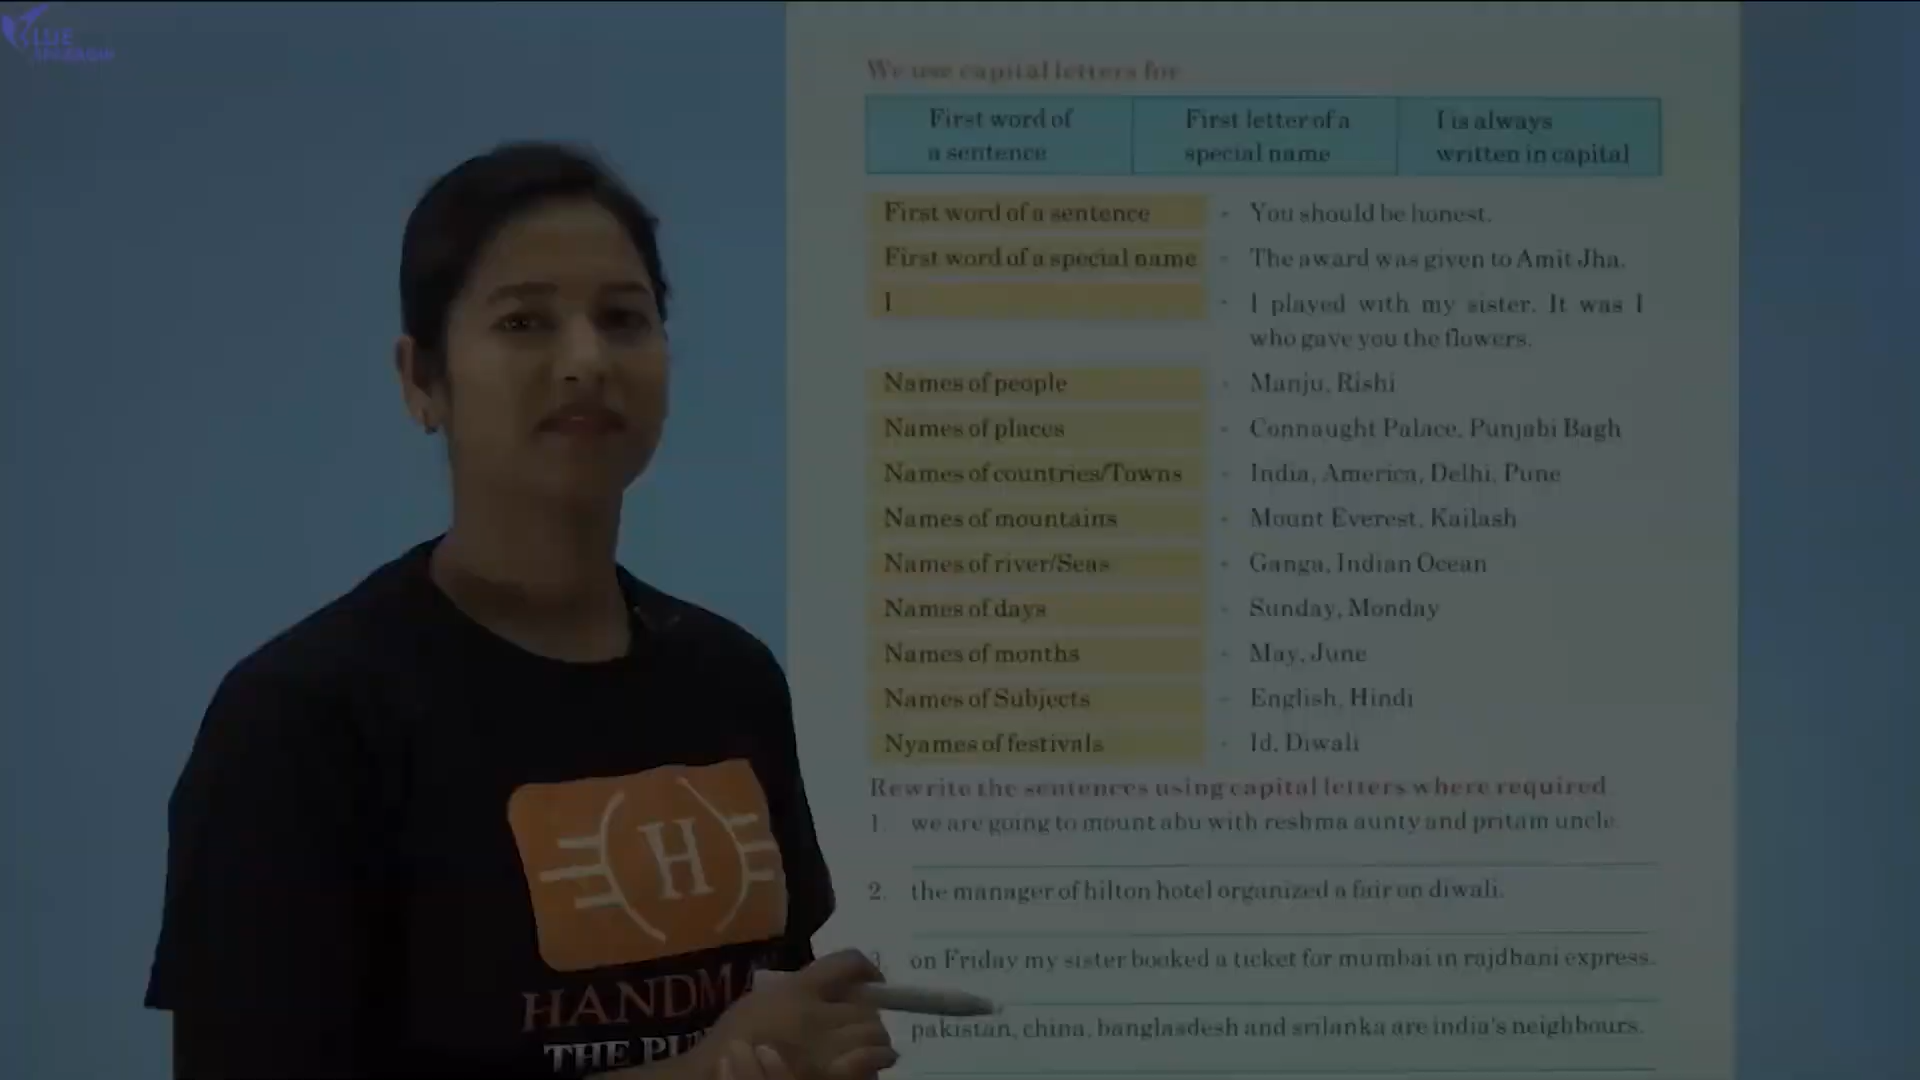 LUE
SPARROW
We use capital letters for
First word of
a sentence
First letter of a
special name
I is always
written in capital
First word of a sentence - You should be honest.
First word of a special name - The award was given to Amit Jha.
I - I played with my sister. It was I
who gave you the flowers.
Names of people - Manju, Rishi
Names of places - Connaught Palace, Punjabi Bagh
Names of countries/Towns - India, America, Delhi, Pune
Names of mountains - Mount Everest, Kailash
Names of river/Seas - Ganga, Indian Ocean
Names of days - Sunday, Monday
Names of months - May, June
Names of Subjects - English, Hindi
Nyames of festivals - Id, Diwali
Rewrite the sentences using capital letters where required
1. we are going to mount abu with reshma aunty and pritam uncle.
2. the manager of hilton hotel organized a fair on diwali.
3. on Friday my sister booked a ticket for mumbai in rajdhani express.
pakistan, china, banglasdesh and srilanka are india's neighbours.
H
HANDMA
THE PU